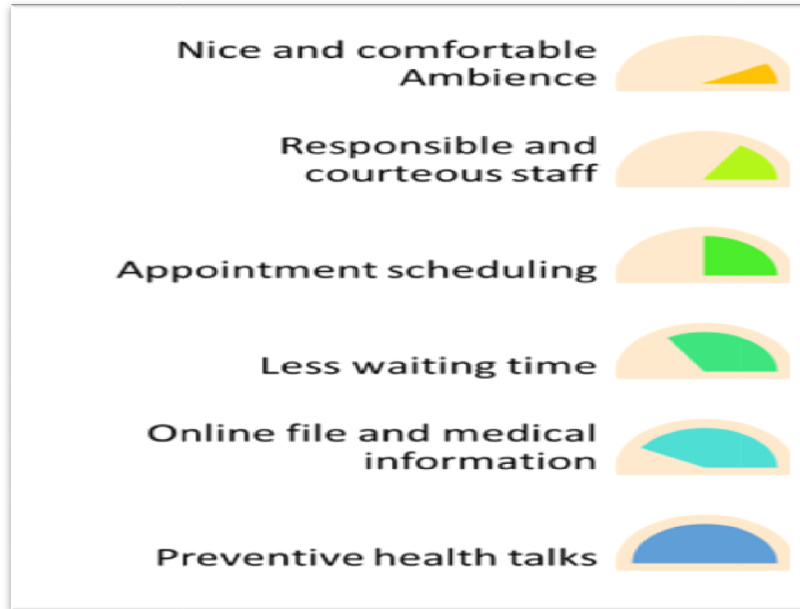 Nice and comfortable
Ambience
Responsible and
courteous staff
Appointment scheduling
Less waiting time
Online file and medical
information
Preventive health talks